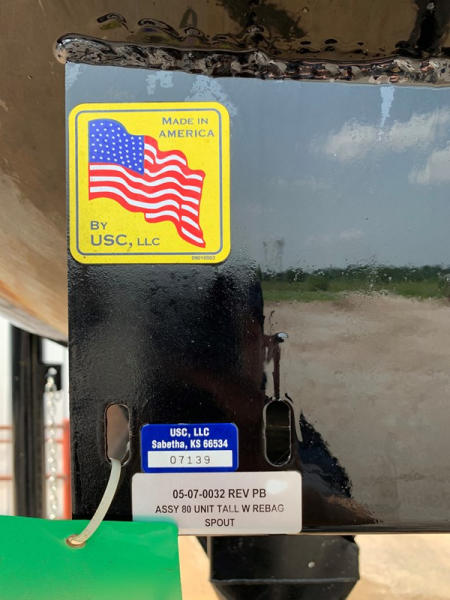 MADE IN
AMERICA
BY
USC, LLC
USC, LLC
Sabetha, KS 66534
07139
05-07-0032 REV PB
ASSY 80 UNIT TALL W REBAG
SPOUT